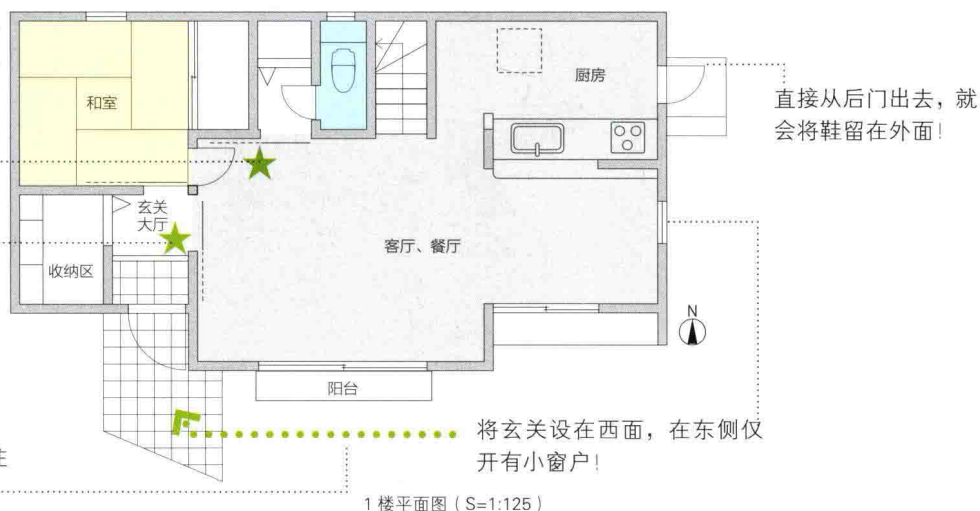 和室
厨房
直接从后门出去，就
会将鞋留在外面！
玄关
大厅
客厅、餐厅
收纳区
N
阳台
将玄关设在西面，在东侧仅
开有小窗户！
1 楼平面图（S=1:125）